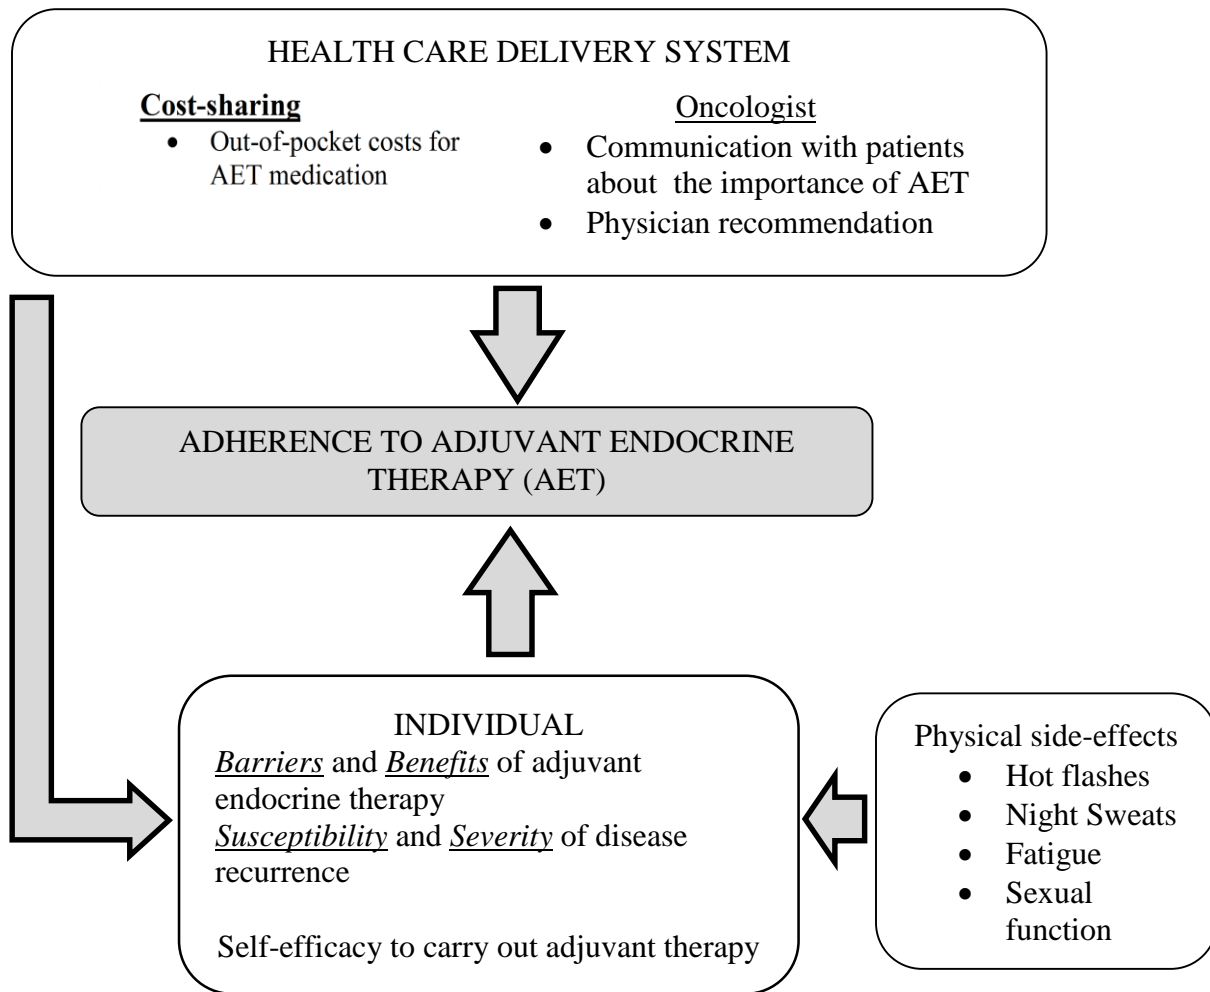 HEALTH CARE DELIVERY SYSTEM
Cost-sharing
• Out-of-pocket costs for
AET medication
Oncologist
• Communication with patients
about the importance of AET
• Physician recommendation
ADHERENCE TO ADJUVANT ENDOCRINE
THERAPY (AET)
INDIVIDUAL
Barriers and Benefits of adjuvant
endocrine therapy
Susceptibility and Severity of disease
recurrence
Self-efficacy to carry out adjuvant therapy
Physical side-effects
• Hot flashes
• Night Sweats
• Fatigue
• Sexual
function